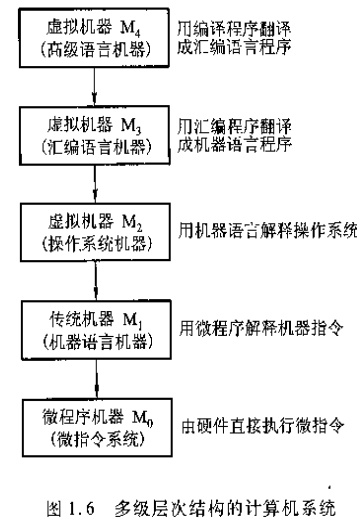 虚拟机器 M4
(高级语言机器)
用编译程序翻译
成汇编语言程序
虚拟机器 M3
(汇编语言机器)
用汇编程序翻译
成机器语言程序
虚拟机器 M2
(操作系统机器)
用机器语言解释操作系统
传统机器 M1
(机器语言机器)
用微程序解释机器指令
微程序机器 M0
(微指令系统)
由硬件直接执行微指令
图 1.6 多级层次结构的计算机系统